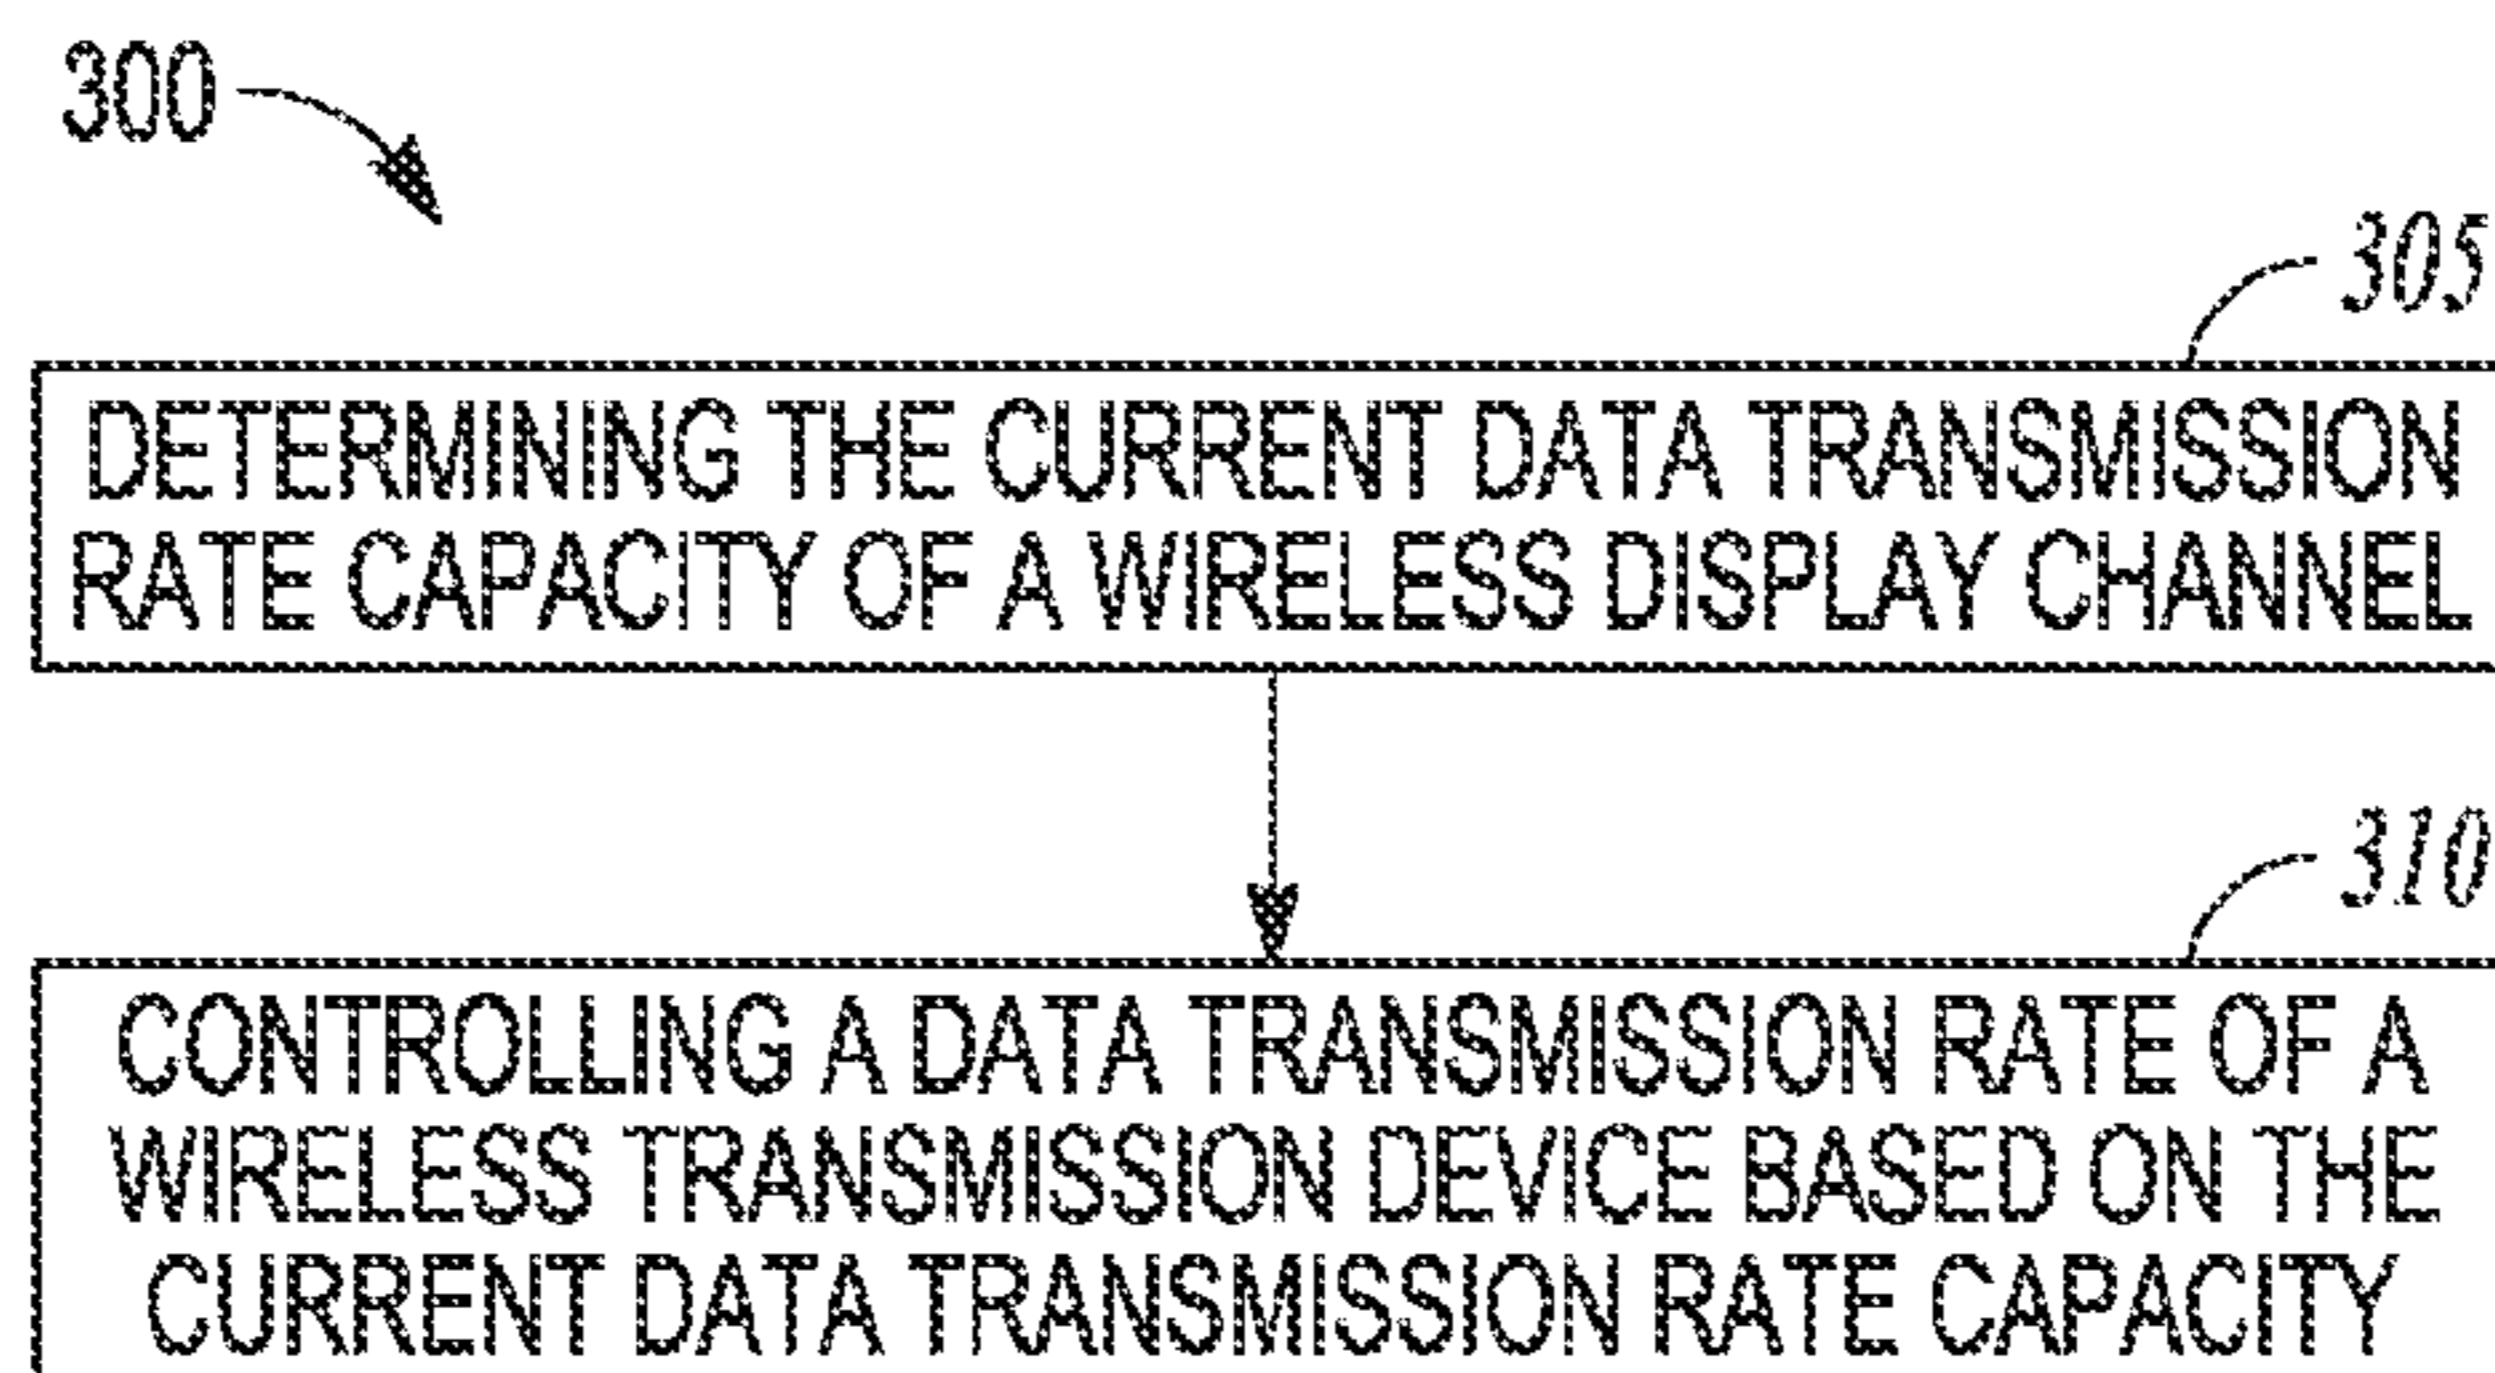 300
305
DETERMINING THE CURRENT DATA TRANSMISSION
RATE CAPACITY OF A WIRELESS DISPLAY CHANNEL
310
CONTROLLING A DATA TRANSMISSION RATE OF A
WIRELESS TRANSMISSION DEVICE BASED ON THE
CURRENT DATA TRANSMISSION RATE CAPACITY